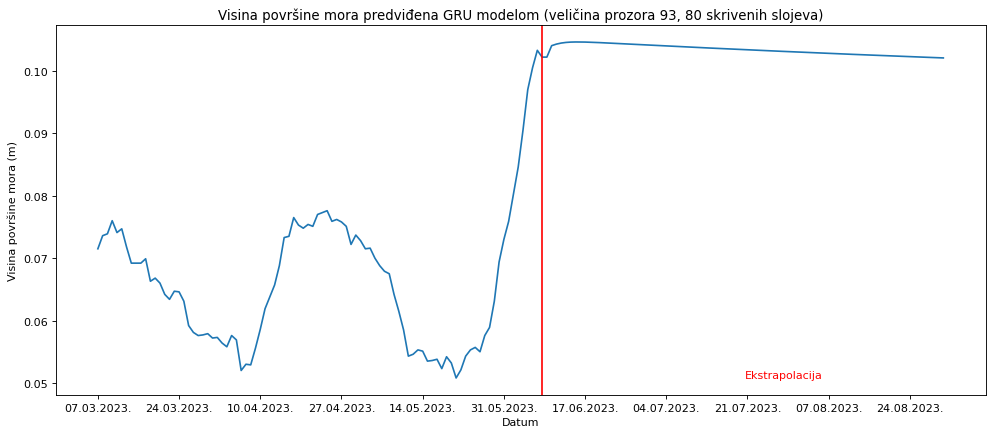 Visina površine mora predviđena GRU modelom (veličina prozora 93, 80 skrivenih slojeva)
Visina površine mora (m)
0.10
0.09
0.08
0.07
0.06
0.05
Ekstrapolacija
07.03.2023. 24.03.2023. 10.04.2023. 27.04.2023. 14.05.2023. 31.05.2023. 17.06.2023. 04.07.2023. 21.07.2023. 07.08.2023. 24.08.2023.
Datum